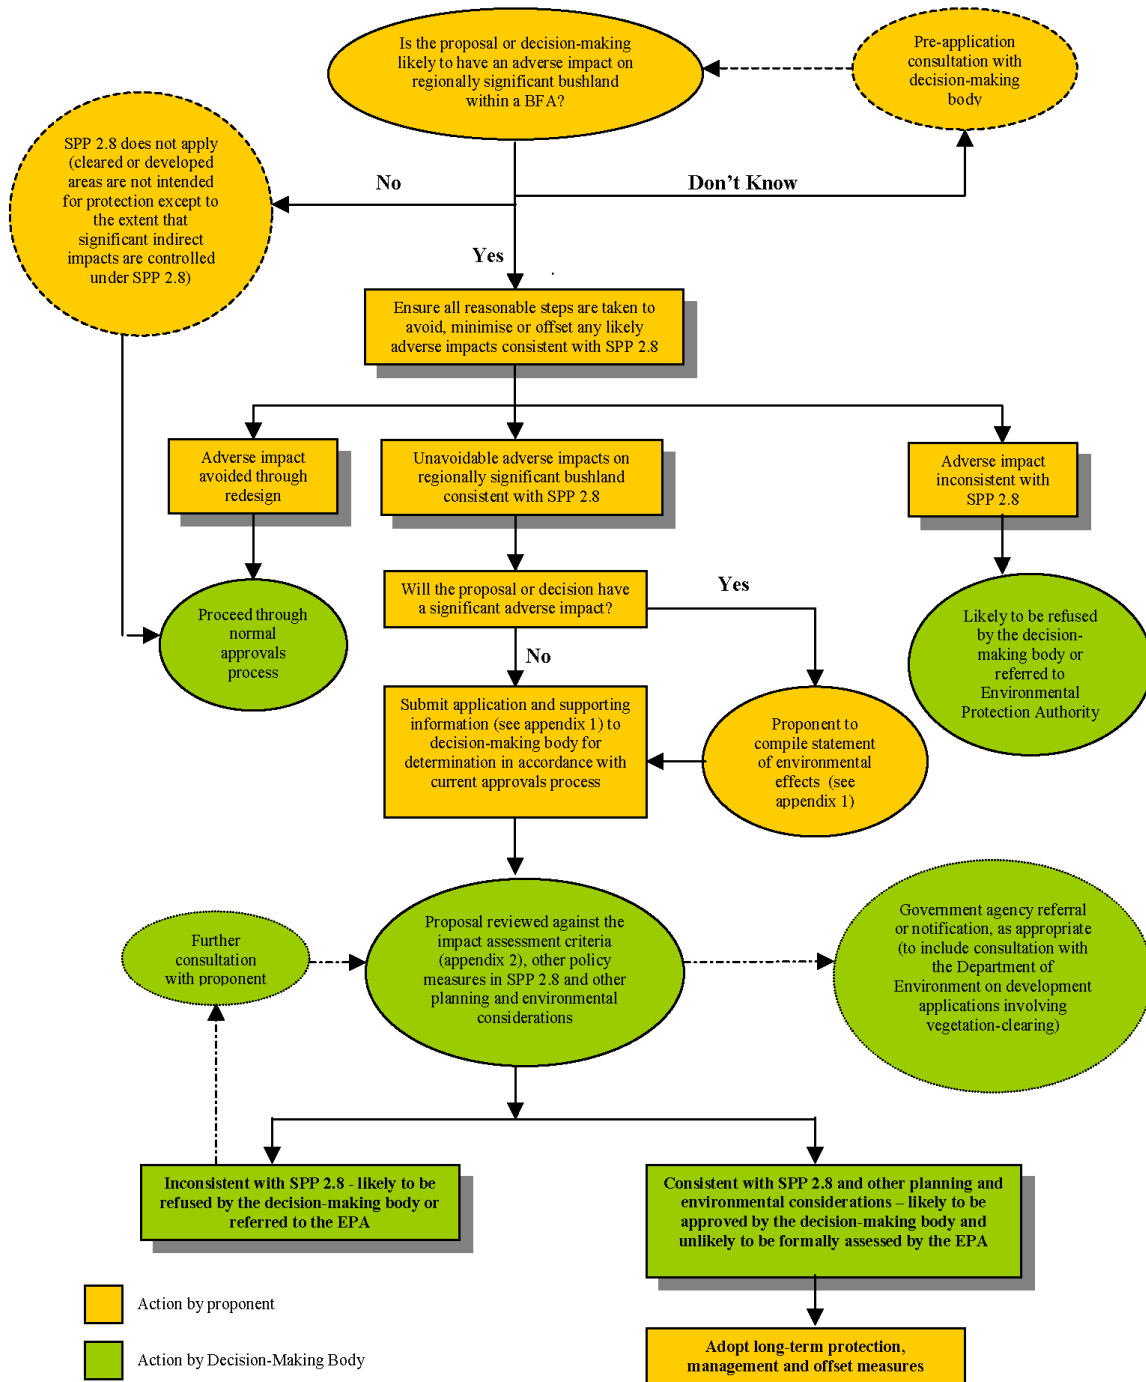 Is the proposal or decision-making
likely to have an adverse impact on
regionally significant bushland
within a BFA?
Pre-application
consultation with
decision-making
body
SPP 2.8 does not apply
(cleared or developed
areas are not intended
for protection except to
the extent that
significant indirect
impacts are controlled
under SPP 2.8)
No
Don't Know
Yes
Ensure all reasonable steps are taken to
avoid, minimise or offset any likely
adverse impacts consistent with SPP 2.8
Adverse impact
avoided through
redesign
Unavoidable adverse impacts on
regionally significant bushland
consistent with SPP 2.8
Adverse impact
inconsistent with
SPP 2.8
Will the proposal or decision have
a significant adverse impact?
Yes
No
Proceed through
normal
approvals
process
Likely to be refused
by the decision-
making body or
referred to
Environmental
Protection Authority
Submit application and supporting
information (see appendix 1) to
decision-making body for
determination in accordance with
current approvals process
Proponent to
compile statement
of environmental
effects (see
appendix 1)
Further
consultation
with proponent
Proposal reviewed against the
impact assessment criteria
(appendix 2), other policy
measures in SPP 2.8 and other
planning and environmental
considerations
Government agency referral
or notification, as appropriate
(to include consultation with
the Department of
Environment on development
applications involving
vegetation-clearing)
Inconsistent with SPP 2.8 - likely to be
refused by the decision-making body or
referred to the EPA
Consistent with SPP 2.8 and other planning and
environmental considerations – likely to be
approved by the decision-making body and
unlikely to be formally assessed by the EPA
Action by proponent
Action by Decision-Making Body
Adopt long-term protection,
management and offset measures